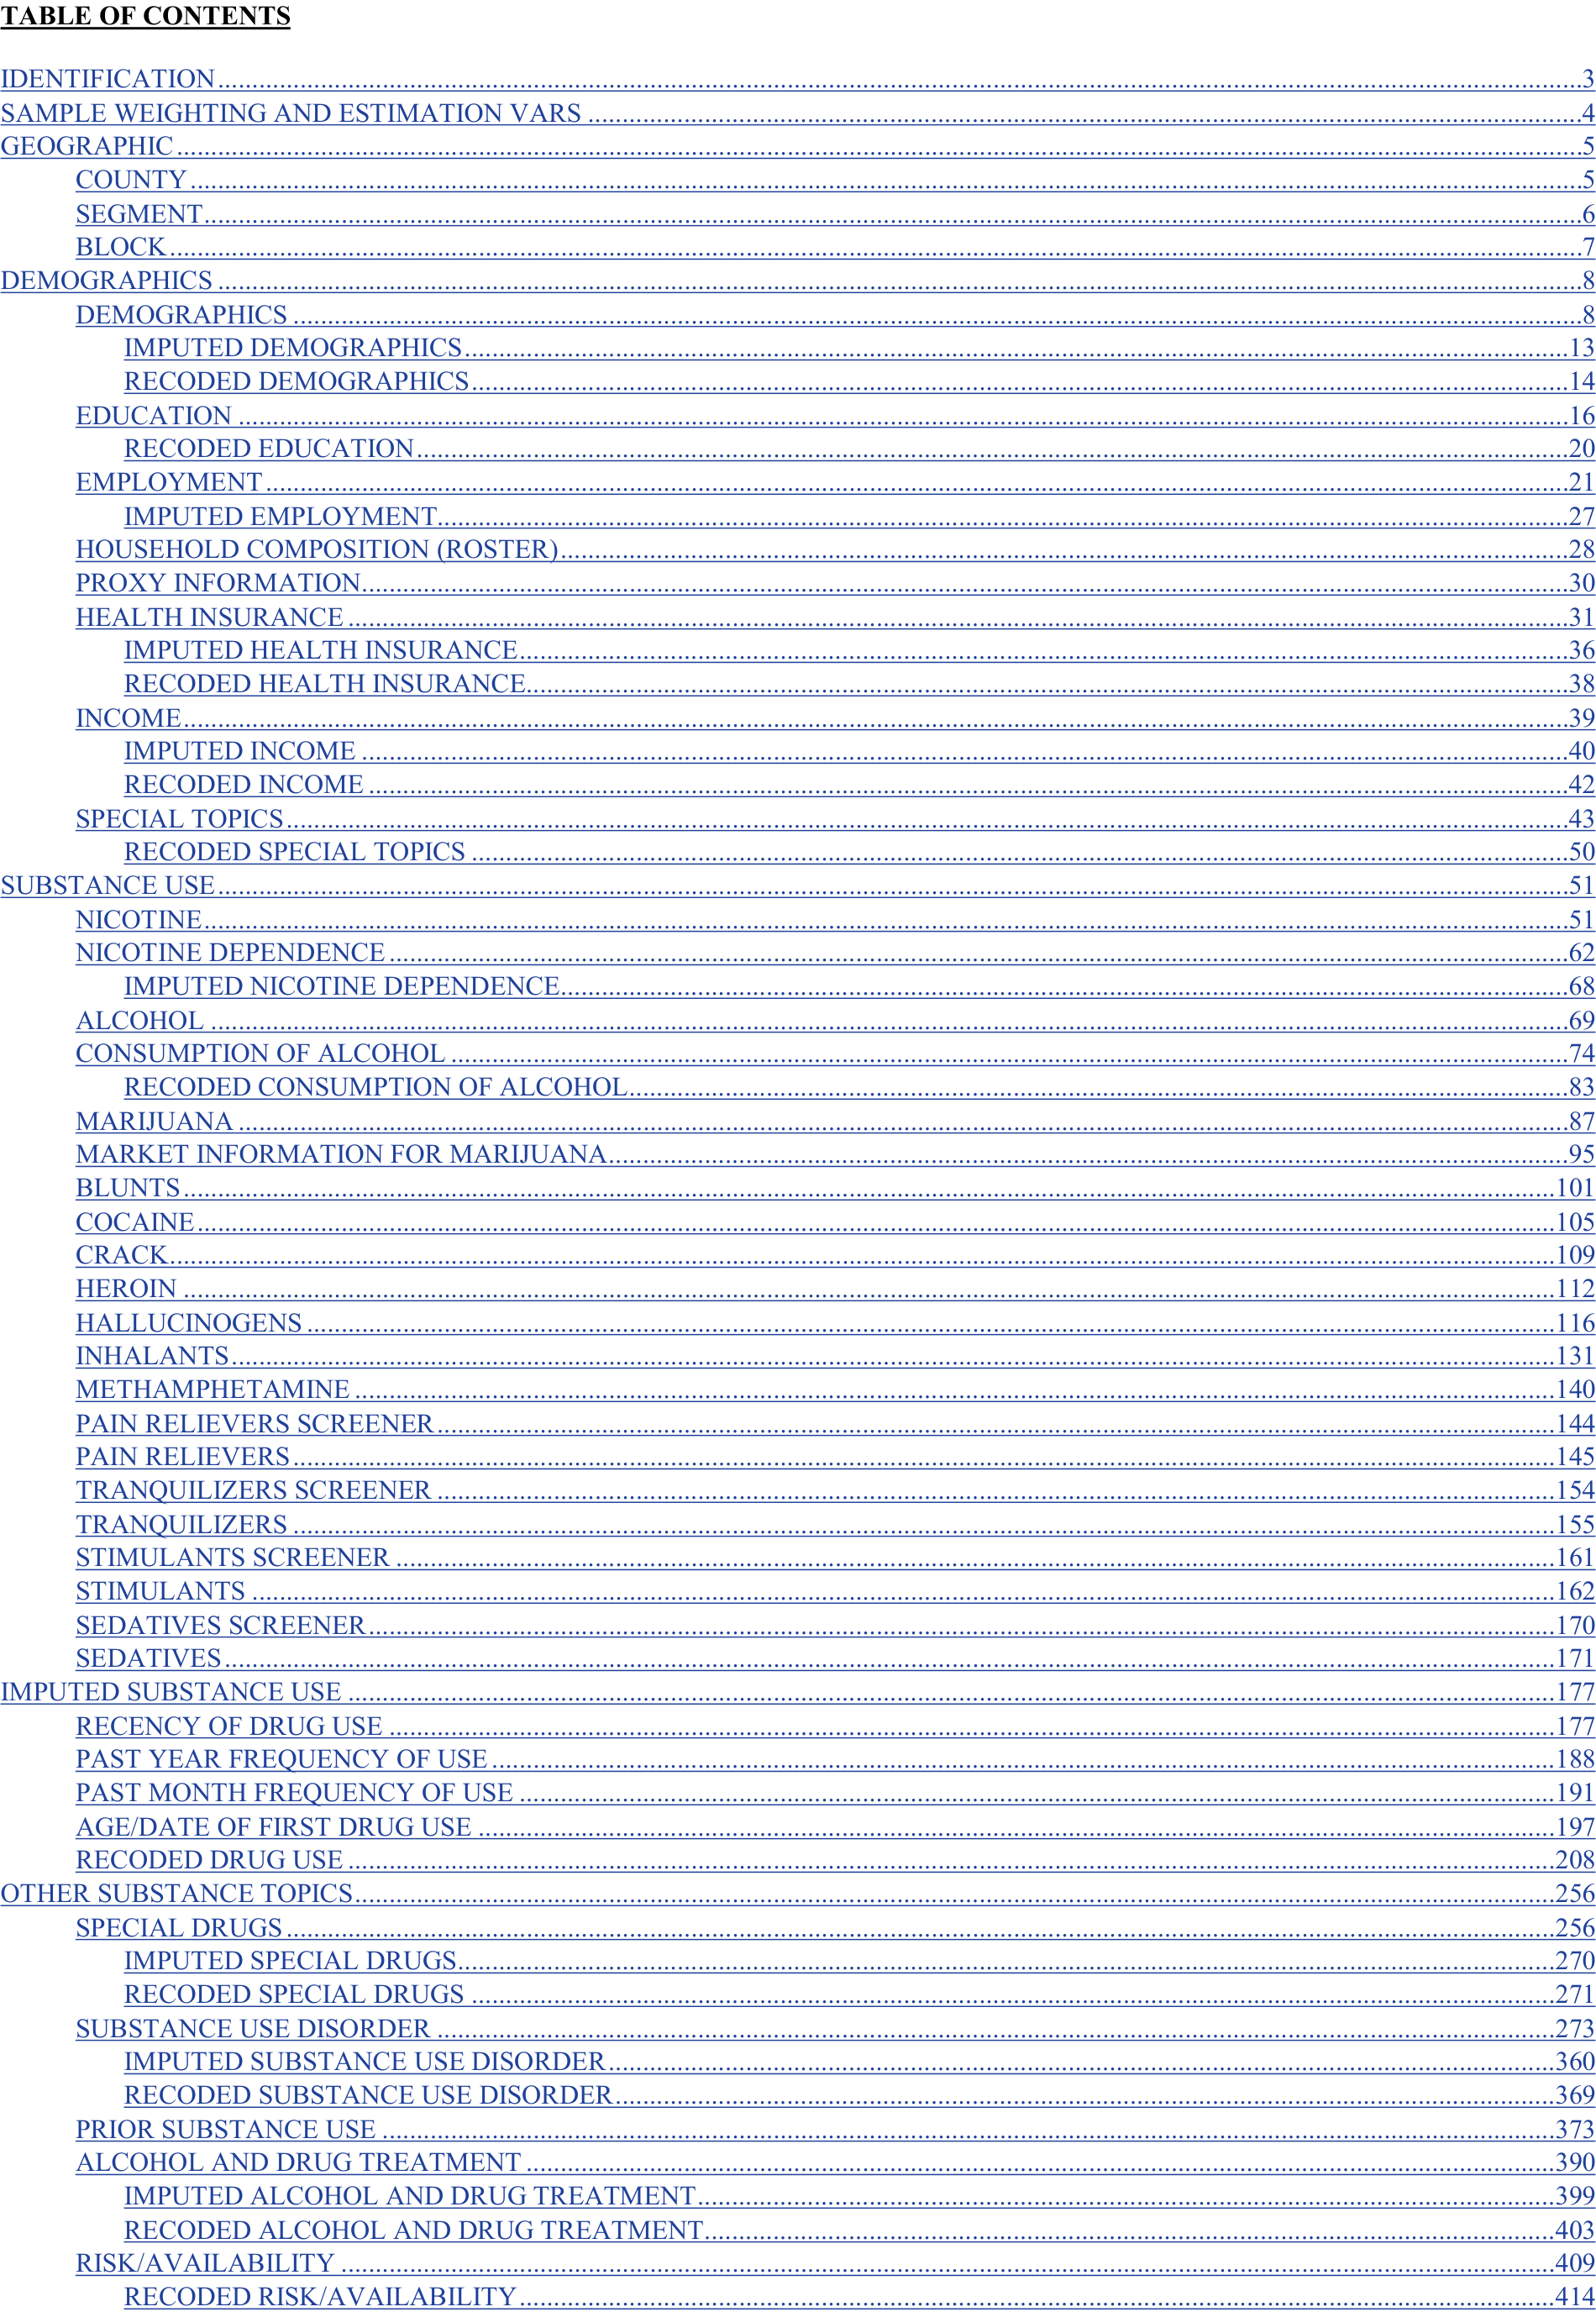 TABLE OF CONTENTS
IDENTIFICATION 3
SAMPLE WEIGHTING AND ESTIMATION VARS 4
GEOGRAPHIC 5
COUNTY 5
SEGMENT 6
BLOCK 7
DEMOGRAPHICS 8
DEMOGRAPHICS 8
IMPUTED DEMOGRAPHICS 13
RECODED DEMOGRAPHICS 14
EDUCATION 16
RECODED EDUCATION 20
EMPLOYMENT 21
IMPUTED EMPLOYMENT 27
HOUSEHOLD COMPOSITION (ROSTER) 28
PROXY INFORMATION 30
HEALTH INSURANCE 31
IMPUTED HEALTH INSURANCE 36
RECODED HEALTH INSURANCE 38
INCOME 39
IMPUTED INCOME 40
RECODED INCOME 42
SPECIAL TOPICS 43
RECODED SPECIAL TOPICS 50
SUBSTANCE USE 51
NICOTINE 51
NICOTINE DEPENDENCE 62
IMPUTED NICOTINE DEPENDENCE 68
ALCOHOL 69
CONSUMPTION OF ALCOHOL 74
RECODED CONSUMPTION OF ALCOHOL 83
MARIJUANA 87
MARKET INFORMATION FOR MARIJUANA 95
BLUNTS 101
COCAINE 105
CRACK 109
HEROIN 112
HALLUCINOGENS 116
INHALANTS 131
METHAMPHETAMINE 140
PAIN RELIEVERS SCREENER 144
PAIN RELIEVERS 145
TRANQUILIZERS SCREENER 154
TRANQUILIZERS 155
STIMULANTS SCREENER 161
STIMULANTS 162
SEDATIVES SCREENER 170
SEDATIVES 171
IMPUTED SUBSTANCE USE 177
RECENCY OF DRUG USE 177
PAST YEAR FREQUENCY OF USE 188
PAST MONTH FREQUENCY OF USE 191
AGE/DATE OF FIRST DRUG USE 197
RECODED DRUG USE 208
OTHER SUBSTANCE TOPICS 256
SPECIAL DRUGS 256
IMPUTED SPECIAL DRUGS 270
RECODED SPECIAL DRUGS 271
SUBSTANCE USE DISORDER 273
IMPUTED SUBSTANCE USE DISORDER 360
RECODED SUBSTANCE USE DISORDER 369
PRIOR SUBSTANCE USE 373
ALCOHOL AND DRUG TREATMENT 390
IMPUTED ALCOHOL AND DRUG TREATMENT 399
RECODED ALCOHOL AND DRUG TREATMENT 403
RISK/AVAILABILITY 409
RECODED RISK/AVAILABILITY 414